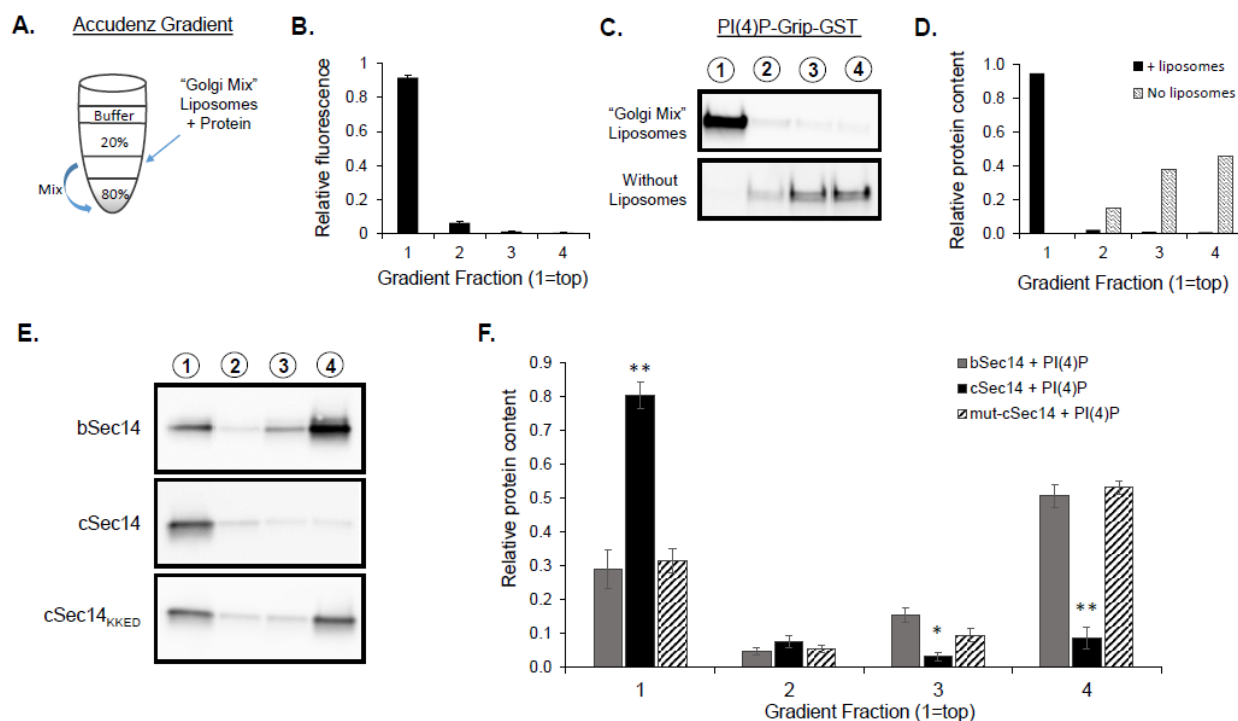 A.
Accudenz Gradient
"Golgi Mix"
Liposomes
+ Protein
Buffer
20%
80%
Mix
B.
Relative fluorescence
1
0.8
0.6
0.4
0.2
0
1 2 3 4
Gradient Fraction (1=top)
C.
PI(4)P-Grip-GST
1 2 3 4
"Golgi Mix"
Liposomes
Without
Liposomes
D.
+ liposomes
No liposomes
Relative protein content
1.0
0.8
0.6
0.4
0.2
0.0
1 2 3 4
Gradient Fraction (1=top)
E.
1 2 3 4
bSec14
cSec14
cSec14KKED
F.
bSec14 + PI(4)P
cSec14 + PI(4)P
mut-cSec14 + PI(4)P
Relative protein content
0.9
0.8
0.7
0.6
0.5
0.4
0.3
0.2
0.1
0.0
**
*
**
1 2 3 4
Gradient Fraction (1=top)